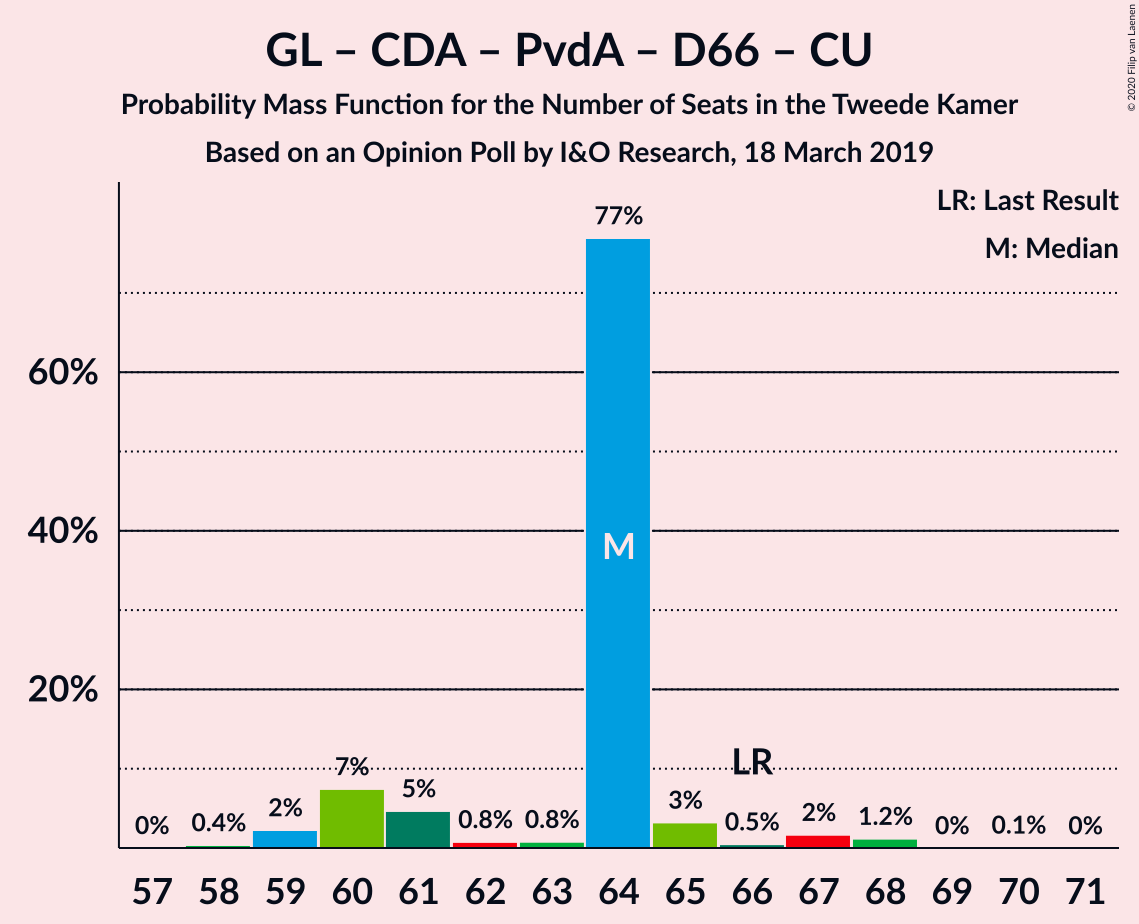 GL – CDA – PvdA – D66 – CU
Probability Mass Function for the Number of Seats in the Tweede Kamer
Based on an Opinion Poll by I&O Research, 18 March 2019
© 2020 Filip van Laenen
LR: Last Result
M: Median
77%
60%
40%
M
20%
LR
0%
0.4%
2%
7%
5%
0.8%
0.8%
3%
0.5%
2%
1.2%
0%
0.1%
0%
57 58 59 60 61 62 63 64 65 66 67 68 69 70 71